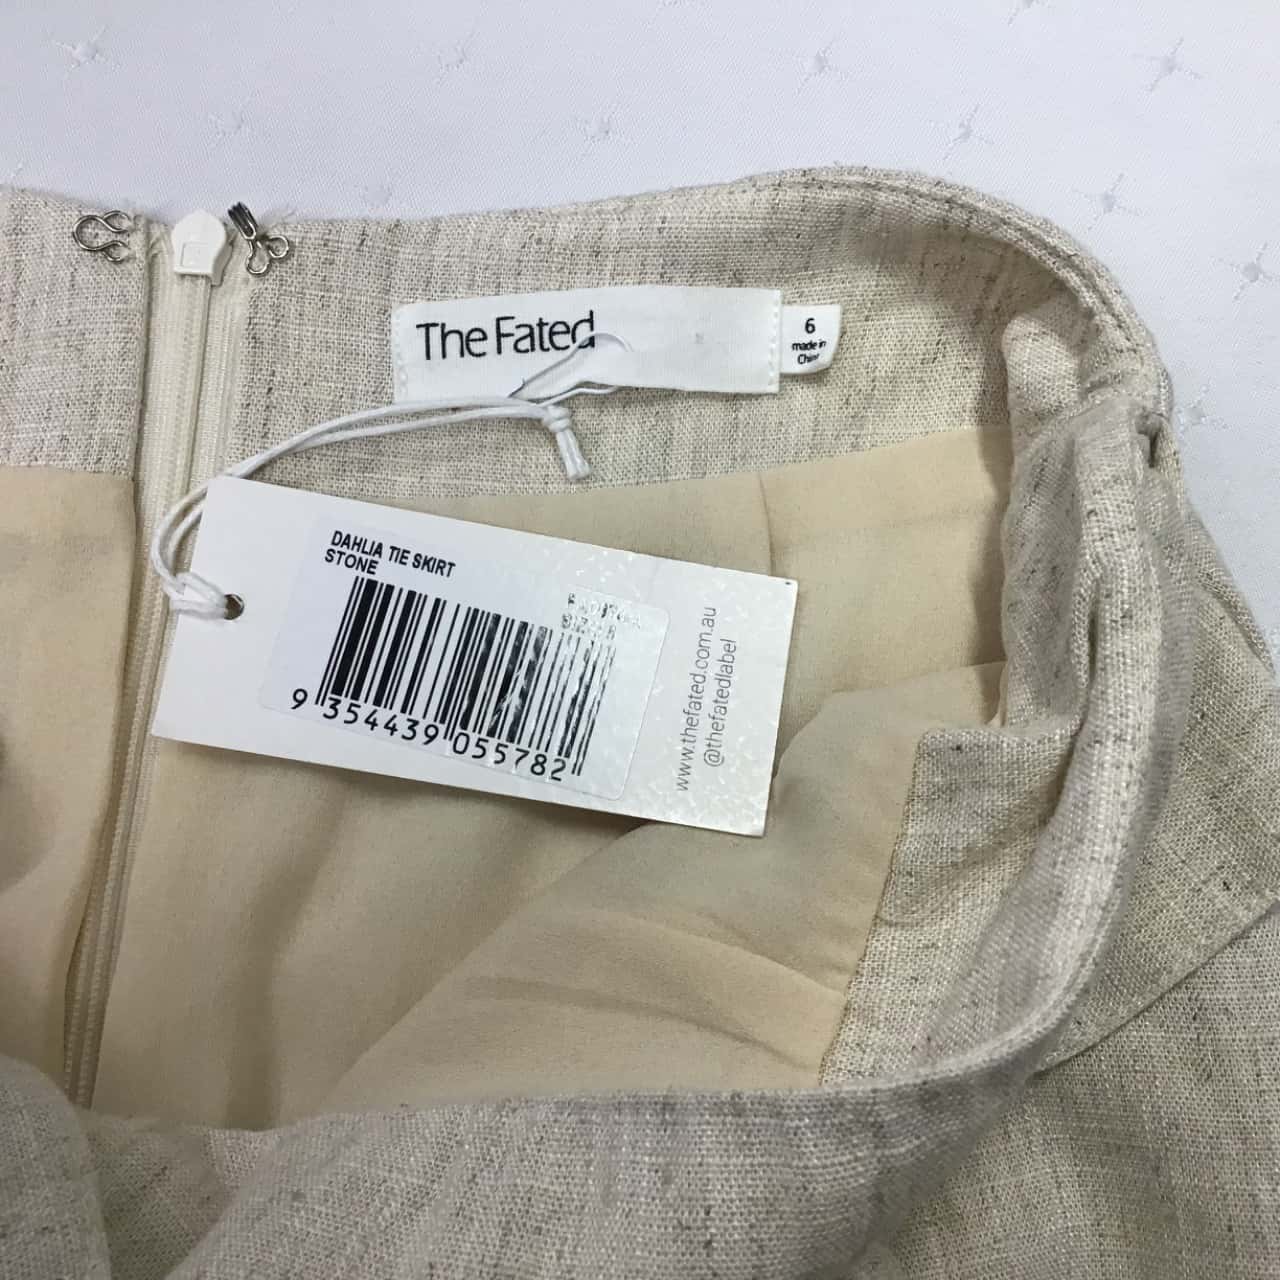 The Fated
6
made in
China
DAHLIA TIE SKIRT
STONE
9 354439 055782
www.thefated.com.au
@thefatedlabel